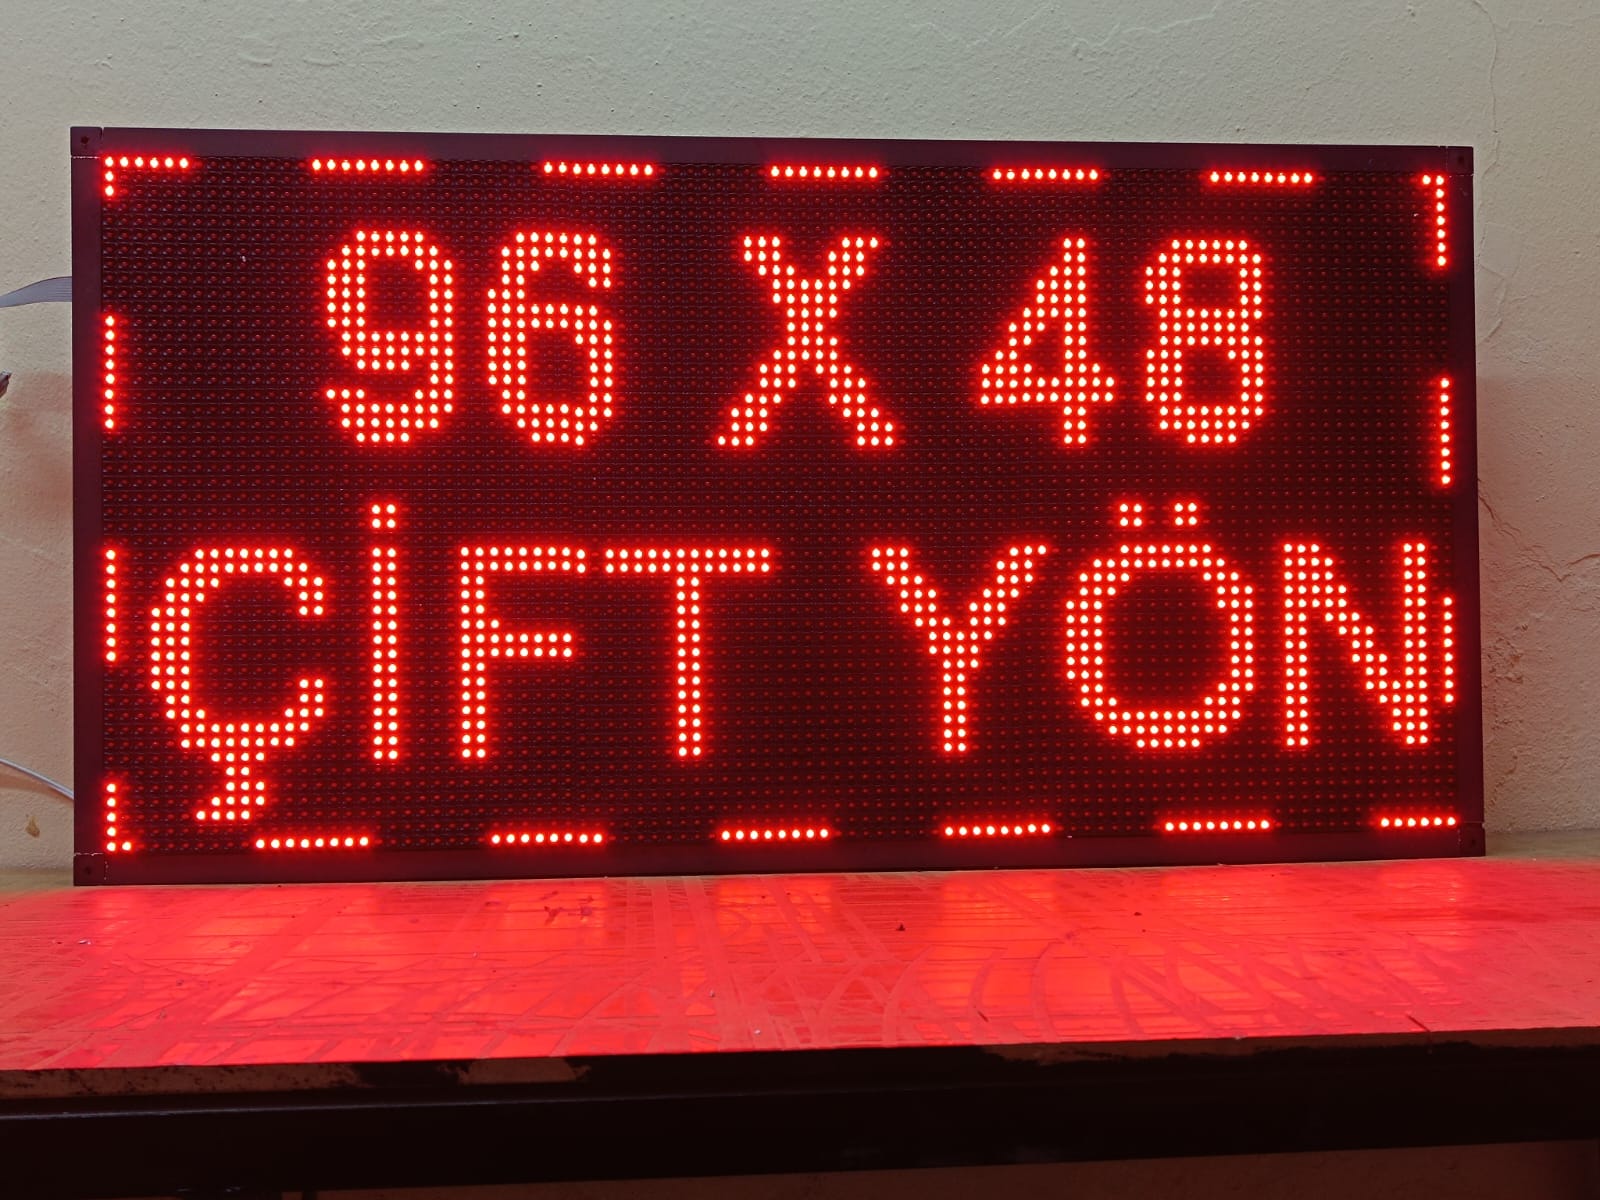 96 X 48
ÇİFT YÖN